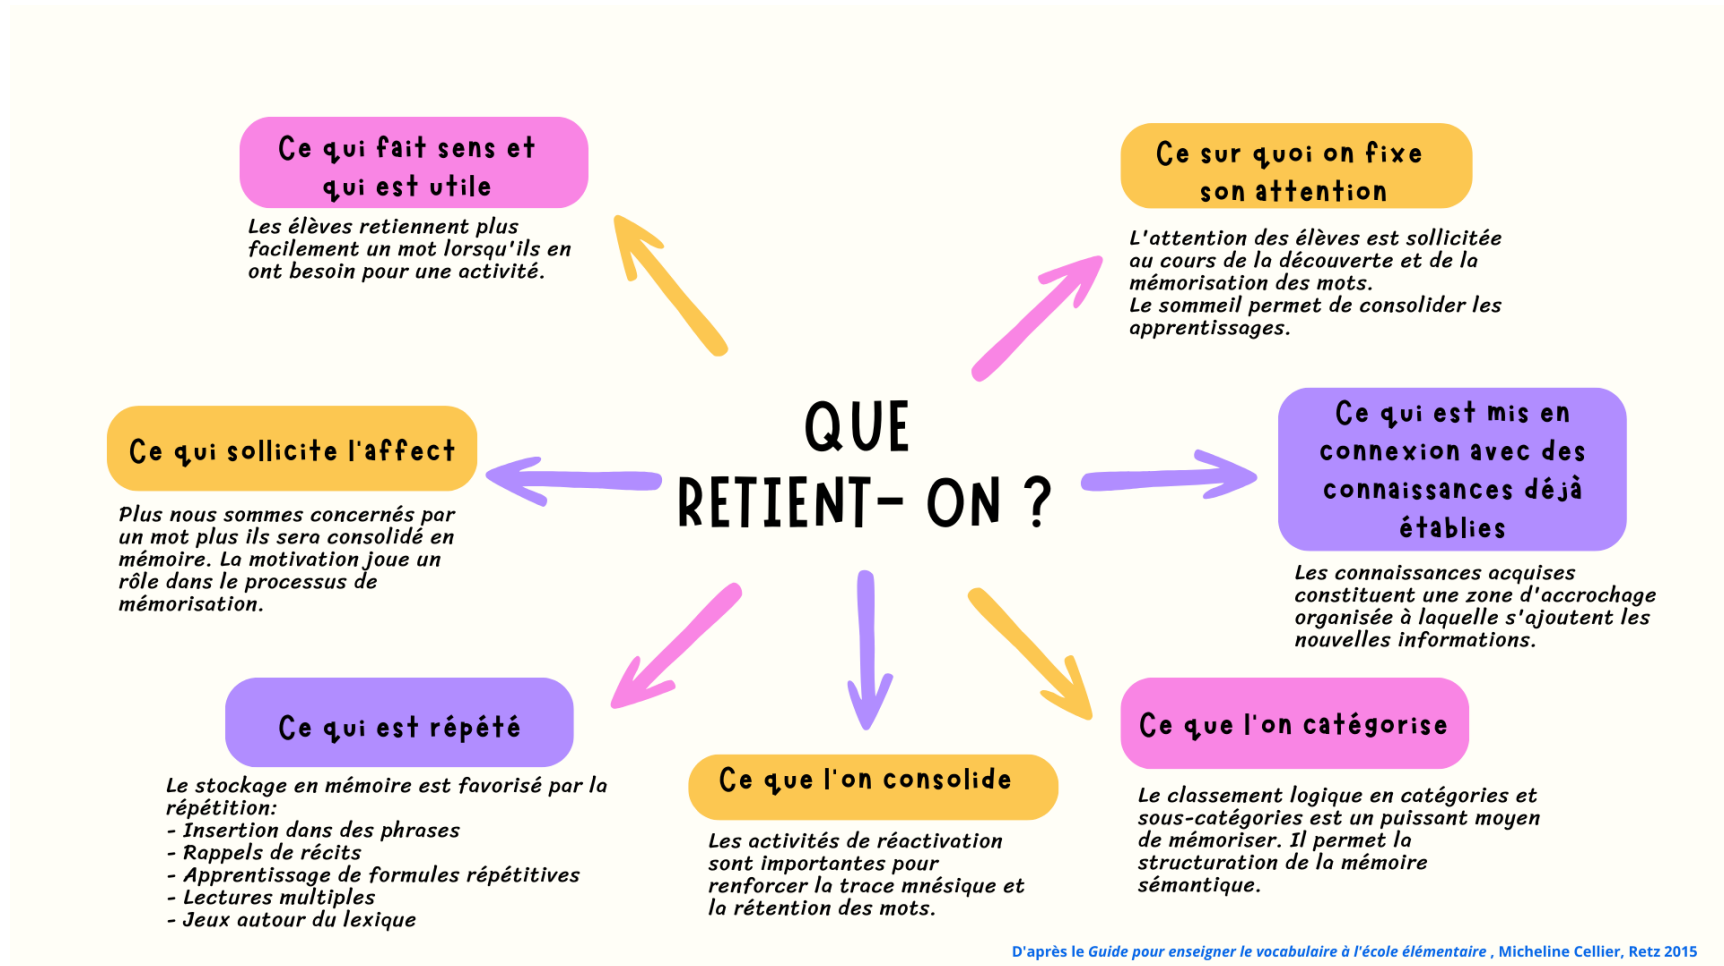 Ce qui fait sens et
qui est utile
Les élèves retiennent plus
facilement un mot lorsqu'ils en
ont besoin pour une activité.
Ce sur quoi on fixe
son attention
L'attention des élèves est sollicitée
au cours de la découverte et de la
mémorisation des mots.
Le sommeil permet de consolider les
apprentissages.
QUE
RETIENT- ON ?
Ce qui sollicite l'affect
Plus nous sommes concernés par
un mot plus ils sera consolidé en
mémoire. La motivation joue un
rôle dans le processus de
mémorisation.
Ce qui est mis en
connexion avec des
connaissances déjà
établies
Les connaissances acquises
constituent une zone d'accrochage
organisée à laquelle s'ajoutent les
nouvelles informations.
Ce qui est répété
Le stockage en mémoire est favorisé par la
répétition:
- Insertion dans des phrases
- Rappels de récits
- Apprentissage de formules répétitives
- Lectures multiples
- Jeux autour du lexique
Ce que l'on consolide
Les activités de réactivation
sont importantes pour
renforcer la trace mnésique et
la rétention des mots.
Ce que l'on catégorise
Le classement logique en catégories et
sous-catégories est un puissant moyen
de mémoriser. Il permet la
structuration de la mémoire
sémantique.
D'après le Guide pour enseigner le vocabulaire à l'école élémentaire , Micheline Cellier, Retz 2015